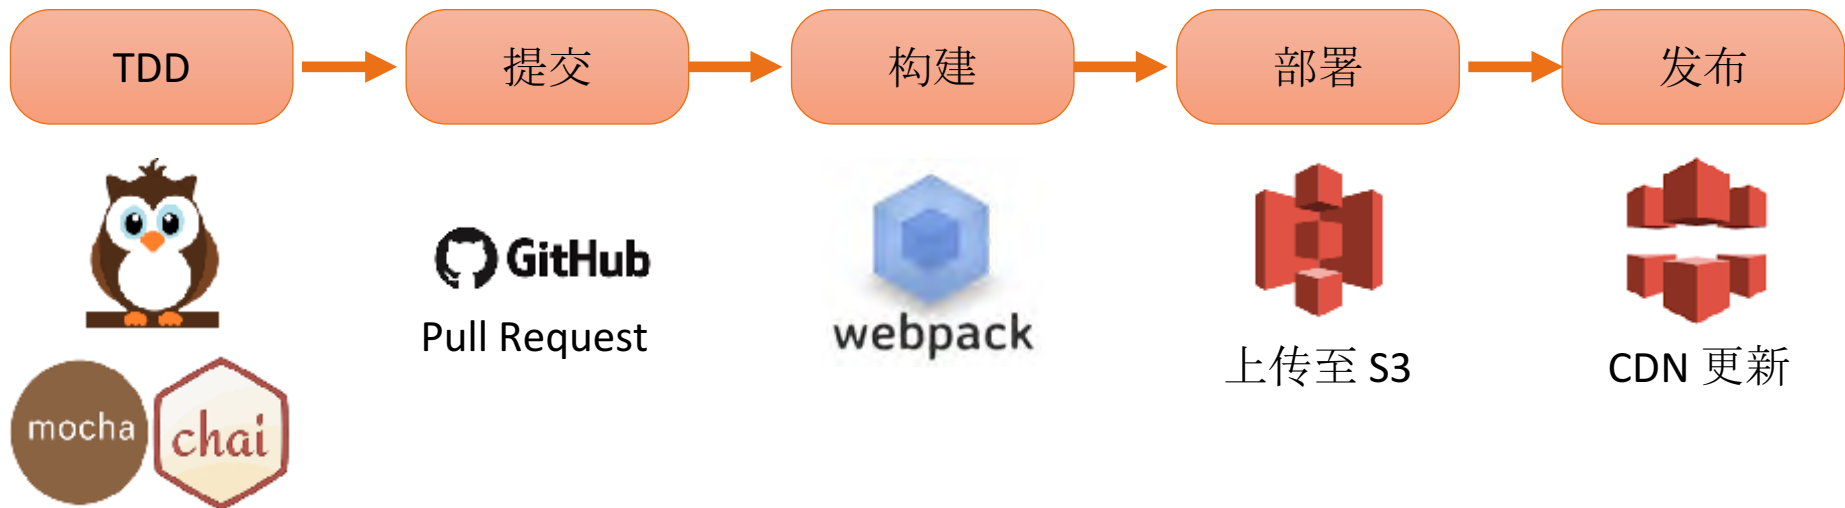 TDD
提交
构建
部署
发布
GitHub
Pull Request
webpack
上传至 S3
CDN 更新
mocha
chai